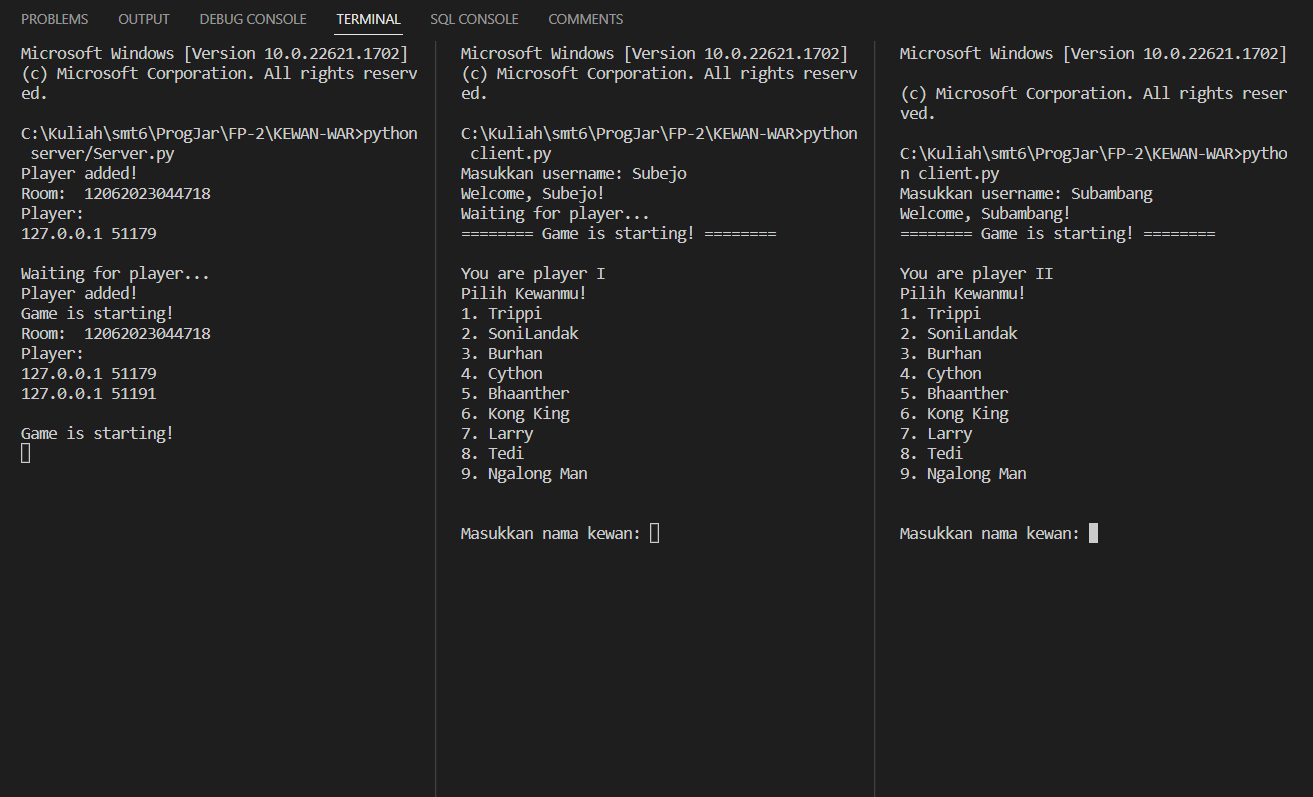 PROBLEMS OUTPUT DEBUG CONSOLE TERMINAL SQL CONSOLE COMMENTS
Microsoft Windows [Version 10.0.22621.1702]
(c) Microsoft Corporation. All rights reserv
ed.
C:\Kuliah\smt6\ProgJar\FP-2\KEWAN-WAR>python
server/Server.py
Player added!
Room:  12062023044718
Player:
127.0.0.1 51179
Waiting for player...
Player added!
Game is starting!
Room:  12062023044718
Player:
127.0.0.1 51179
127.0.0.1 51191
Game is starting!
Microsoft Windows [Version 10.0.22621.1702]
(c) Microsoft Corporation. All rights reserv
ed.
C:\Kuliah\smt6\ProgJar\FP-2\KEWAN-WAR>python
client.py
Masukkan username: Subejo
Welcome, Subejo!
Waiting for player...
======== Game is starting! ========
You are player I
Pilih Kewanmu!
1. Trippi
2. SoniLandak
3. Burhan
4. Cython
5. Bhaanther
6. Kong King
7. Larry
8. Tedi
9. Ngalong Man
Masukkan nama kewan:
Microsoft Windows [Version 10.0.22621.1702]
(c) Microsoft Corporation. All rights reser
ved.
C:\Kuliah\smt6\ProgJar\FP-2\KEWAN-WAR>pytho
n client.py
Masukkan username: Subambang
Welcome, Subambang!
======== Game is starting! ========
You are player II
Pilih Kewanmu!
1. Trippi
2. SoniLandak
3. Burhan
4. Cython
5. Bhaanther
6. Kong King
7. Larry
8. Tedi
9. Ngalong Man
Masukkan nama kewan: